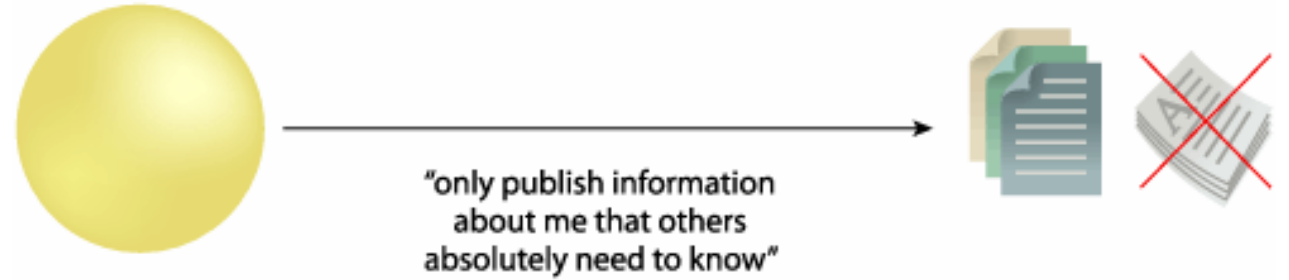 "only publish information
about me that others
absolutely need to know"
A